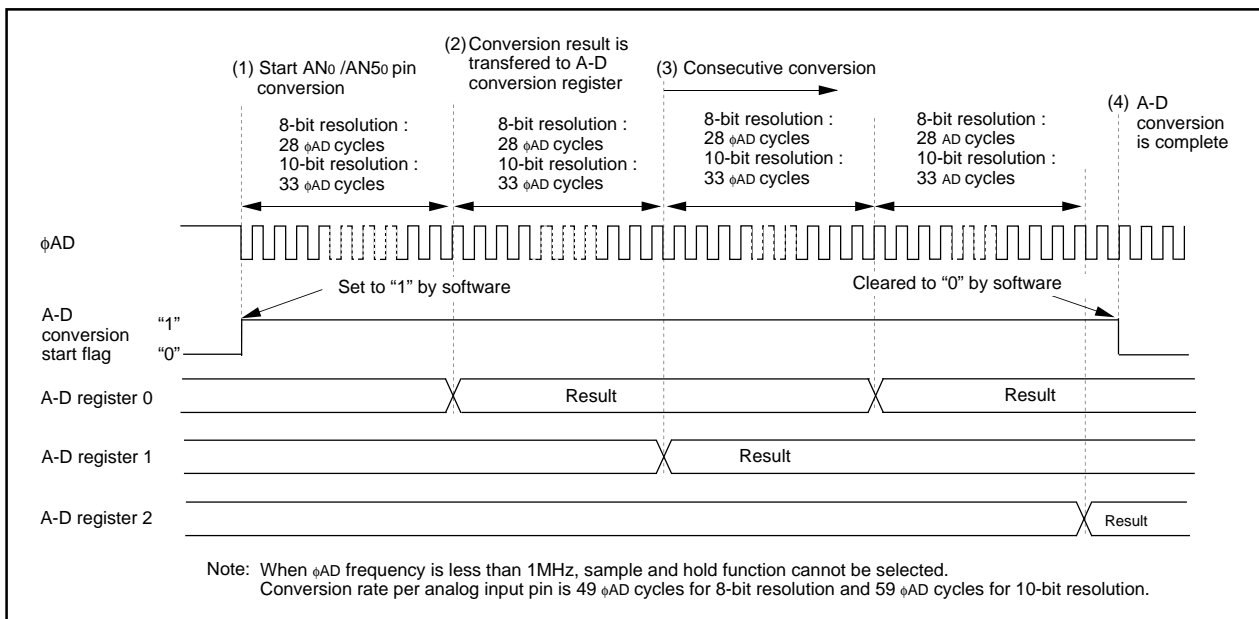 (1) Start AN0 /AN50 pin
conversion
(2) Conversion result is
transfered to A-D
conversion register
(3) Consecutive conversion
(4) A-D
conversion
is complete
8-bit resolution :
28 ϕAD cycles
10-bit resolution :
33 ϕAD cycles
8-bit resolution :
28 ϕAD cycles
10-bit resolution :
33 ϕAD cycles
8-bit resolution :
28 ϕAD cycles
10-bit resolution :
33 ϕAD cycles
8-bit resolution :
28 AD cycles
10-bit resolution :
33 AD cycles
ϕAD
Set to “1” by software
Cleared to “0” by software
A-D
conversion
start flag
“1”
“0”
A-D register 0
Result
Result
A-D register 1
Result
A-D register 2
Result
Note: When ϕAD frequency is less than 1MHz, sample and hold function cannot be selected.
Conversion rate per analog input pin is 49 ϕAD cycles for 8-bit resolution and 59 ϕAD cycles for 10-bit resolution.